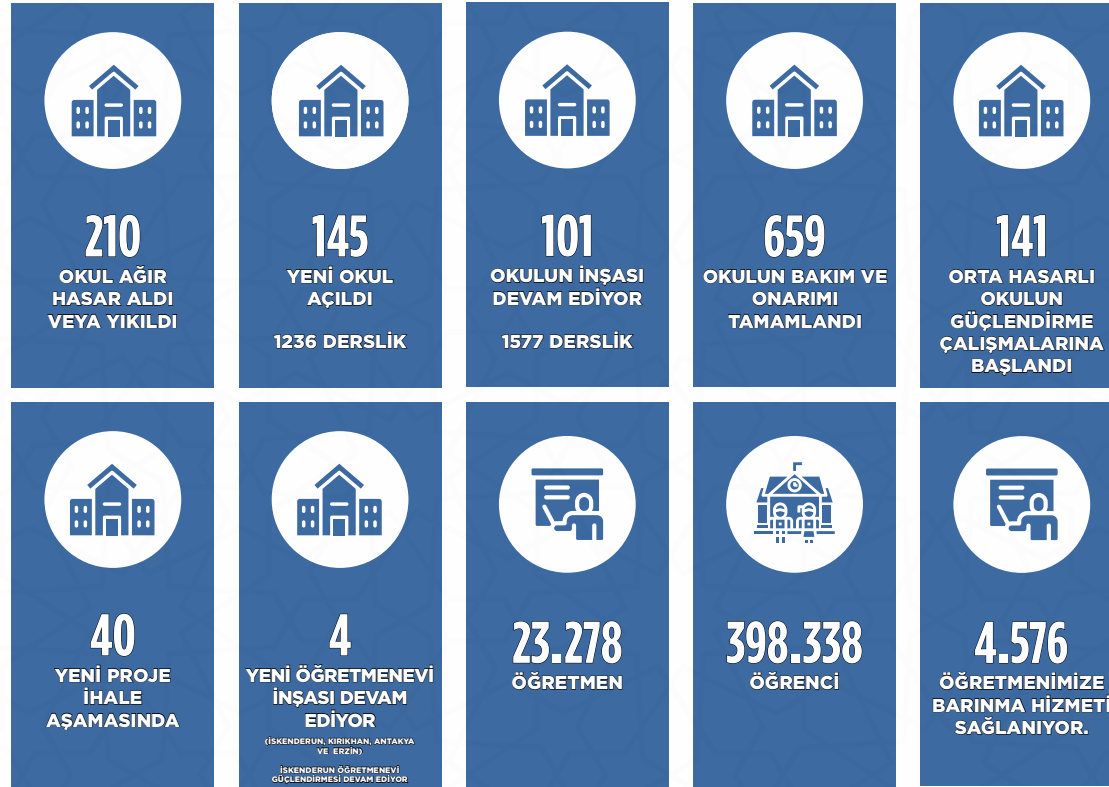 210
OKUL AĞIR
HASAR ALDI
VEYA YIKILDI
145
YENİ OKUL
AÇILDI
1236 DERSLİK
101
OKULUN İNŞASI
DEVAM EDİYOR
1577 DERSLİK
659
OKULUN BAKIM VE
ONARIMI
TAMAMLANDI
141
ORTA HASARLI
OKULUN
GÜÇLENDİRME
ÇALIŞMALARINA
BAŞLANDI
40
YENİ PROJE
İHALE
AŞAMASINDA
4
YENİ ÖĞRETMENEVİ
İNŞASI DEVAM
EDİYOR
(İSKENDERUN, KIRIKHAN, ANTAKYA
VE ERZİN)
İSKENDERUN ÖĞRETMENEVİ
GÜÇLENDİRMESİ DEVAM EDİYOR
23.278
ÖĞRETMEN
398.338
ÖĞRENCİ
4.576
ÖĞRETMENİMİZE
BARINMA HİZMETİ
SAĞLANIYOR.